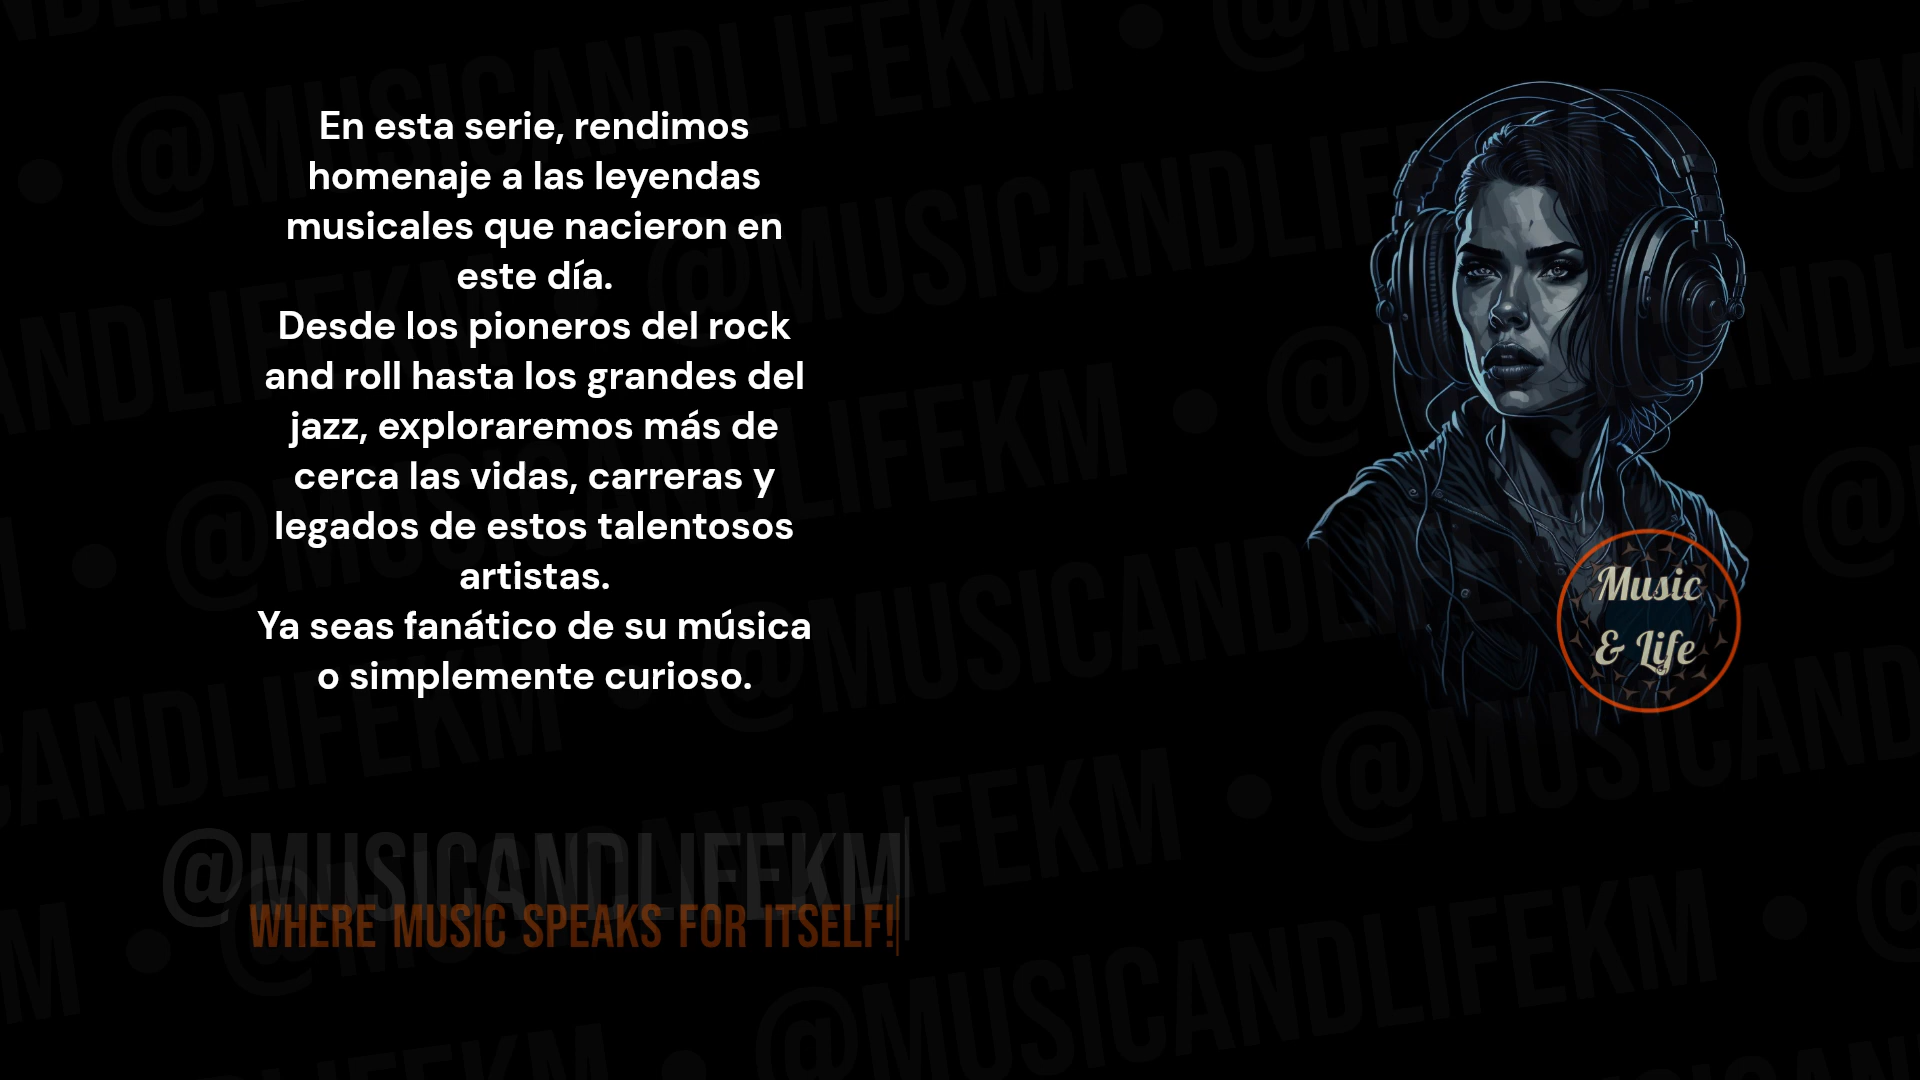 En esta serie, rendimos
homenaje a las leyendas
musicales que nacieron en
este día.
Desde los pioneros del rock
and roll hasta los grandes del
jazz, exploraremos más de
cerca las vidas, carreras y
legados de estos talentosos
artistas.
Ya seas fanático de su música
o simplemente curioso.
Music
& Life
@MUSICANDLIFEKM
WHERE MUSIC SPEAKS FOR ITSELF!